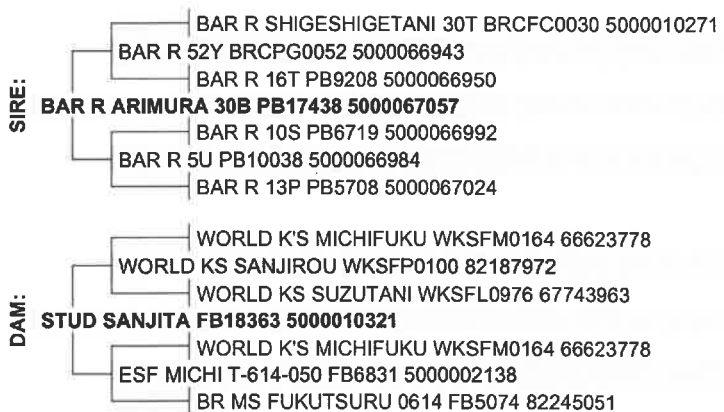 SIRE:
BAR R SHIGESHIGETANI 30T BRCFC0030 5000010271
BAR R 52Y BRCPG0052 5000066943
BAR R 16T PB9208 5000066950
BAR R ARIMURA 30B PB17438 5000067057
BAR R 10S PB6719 5000066992
BAR R 5U PB10038 5000066984
BAR R 13P PB5708 5000067024
DAM:
WORLD K'S MICHIFUKU WKSFM0164 66623778
WORLD KS SANJIROU WKSFP0100 82187972
WORLD KS SUZUTANI WKSFL0976 67743963
STUD SANJITA FB18363 5000010321
WORLD K'S MICHIFUKU WKSFM0164 66623778
ESF MICHI T-614-050 FB6831 5000002138
BR MS FUKUTSURU 0614 FB5074 82245051